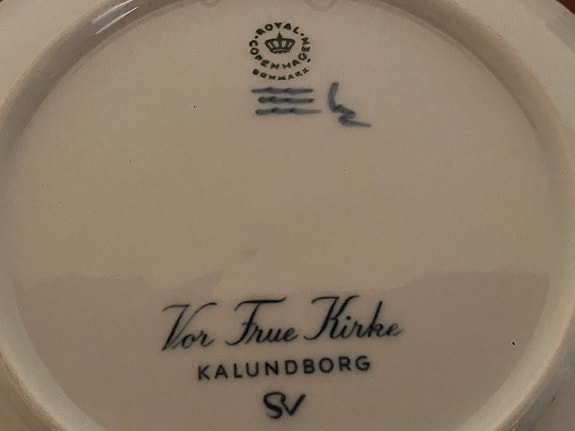 ROYAL COPENHAGEN
DENMARK
Vor Frue Kirke
KALUNDBORG
SV